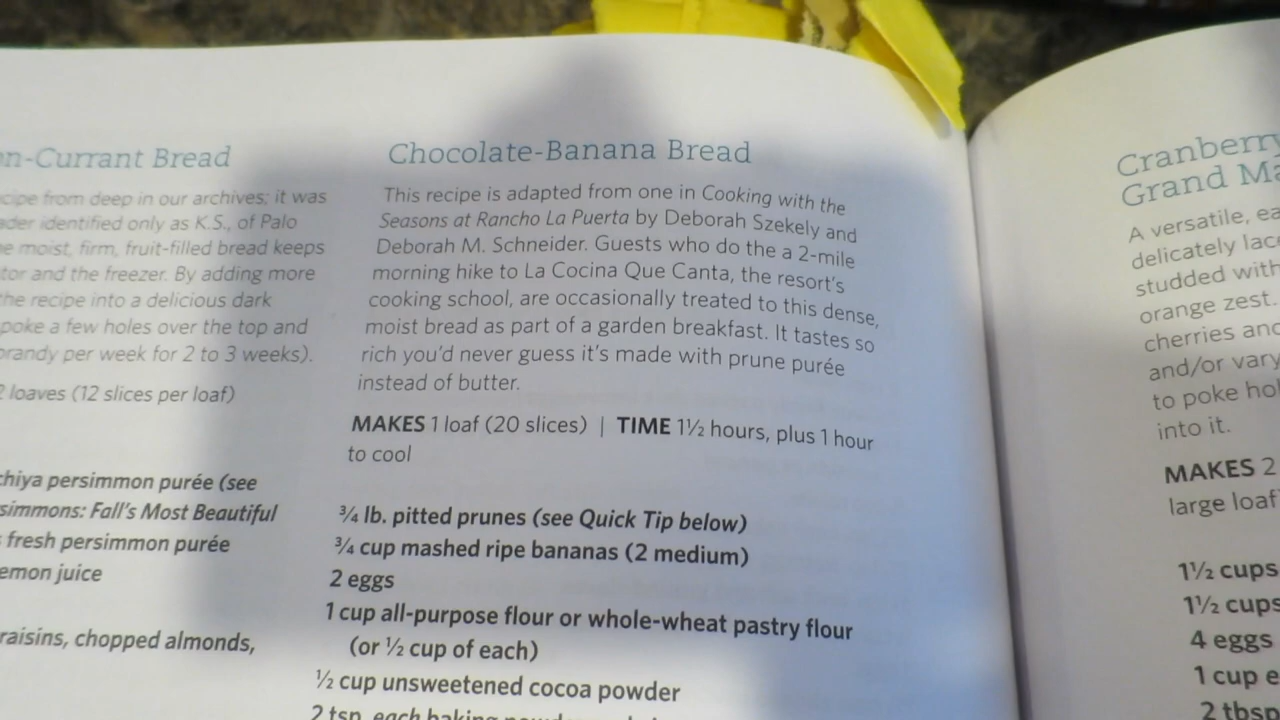 n-Currant Bread
cipe from deep in our archives; it was
ader identified only as K.S., of Palo
e moist, firm, fruit-filled bread keeps
tor and the freezer. By adding more
the recipe into a delicious dark
poke a few holes over the top and
brandy per week for 2 to 3 weeks).
2 loaves (12 slices per loaf)
chiya persimmon purée (see
simmons: Fall's Most Beautiful
fresh persimmon purée
emon juice
raisins, chopped almonds,
Chocolate-Banana Bread
This recipe is adapted from one in Cooking with the
Seasons at Rancho La Puerta by Deborah Szekely and
Deborah M. Schneider. Guests who do the a 2-mile
morning hike to La Cocina Que Canta, the resort's
cooking school, are occasionally treated to this dense,
moist bread as part of a garden breakfast. It tastes so
rich you'd never guess it's made with prune purée
instead of butter.
MAKES 1 loaf (20 slices) | TIME 1½ hours, plus 1 hour
to cool
¾ lb. pitted prunes (see Quick Tip below)
¾ cup mashed ripe bananas (2 medium)
2 eggs
1 cup all-purpose flour or whole-wheat pastry flour
(or ½ cup of each)
½ cup unsweetened cocoa powder
2 tsp. each baking
Cranberry
Grand Ma
A versatile, ea
delicately lac
studded with
orange zest.
cherries and
and/or vary
to poke hol
into it.
MAKES 2
large loaf
1½ cups
1½ cups
4 eggs
1 cup e
2 tbsp